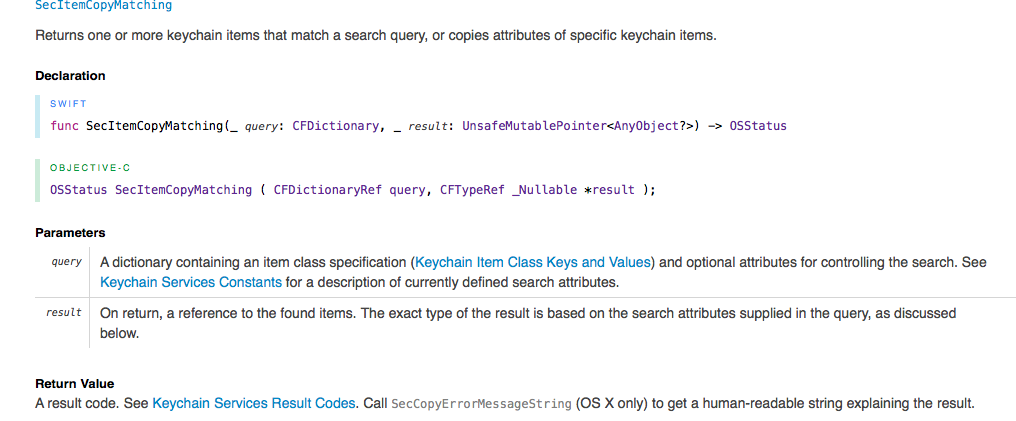 SecItemCopyMatching
Returns one or more keychain items that match a search query, or copies attributes of specific keychain items.
Declaration
SWIFT
func SecItemCopyMatching(_ query: CFDictionary, _ result: UnsafeMutablePointer<AnyObject?>) -> OSStatus
OBJECTIVE-C
OSStatus SecItemCopyMatching ( CFDictionaryRef query, CFTypeRef _Nullable *result );
Parameters
query A dictionary containing an item class specification (Keychain Item Class Keys and Values) and optional attributes for controlling the search. See
Keychain Services Constants for a description of currently defined search attributes.
result On return, a reference to the found items. The exact type of the result is based on the search attributes supplied in the query, as discussed
below.
Return Value
A result code. See Keychain Services Result Codes. Call SecCopyErrorMessageString (OS X only) to get a human-readable string explaining the result.